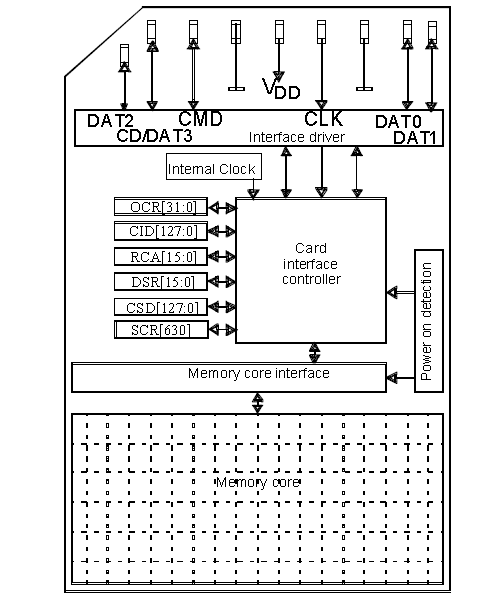 VDD
DAT2
CD/DAT3
CMD
CLK
DAT0
DAT1
Interface driver
Internal Clock
OCR[31:0]
CID[127:0]
RCA[15:0]
DSR[15:0]
CSD[127:0]
SCR[630]
Card
interface
controller
Power on detection
Memory core interface
Memory core